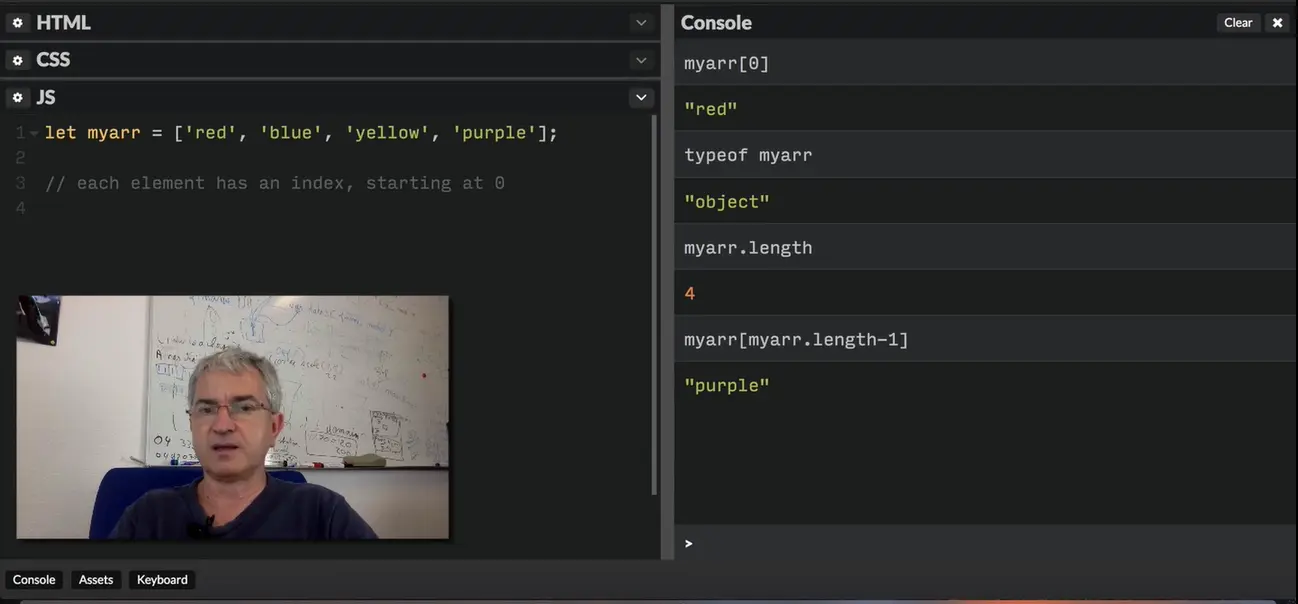 HTML
CSS
JS
1 let myarr = ['red', 'blue', 'yellow', 'purple'];
2
3 // each element has an index, starting at 0
4
Console Clear ×
myarr[0]
"red"
typeof myarr
"object"
myarr.length
4
myarr[myarr.length-1]
"purple"
>
Console Assets Keyboard